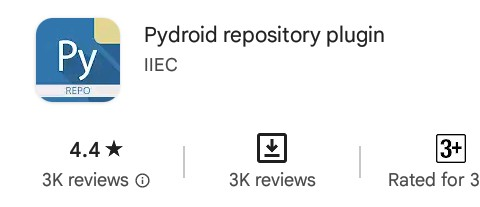 Py
REPO
Pydroid repository plugin
IIEC
4.4★
3K reviews
3K reviews
3+
Rated for 3